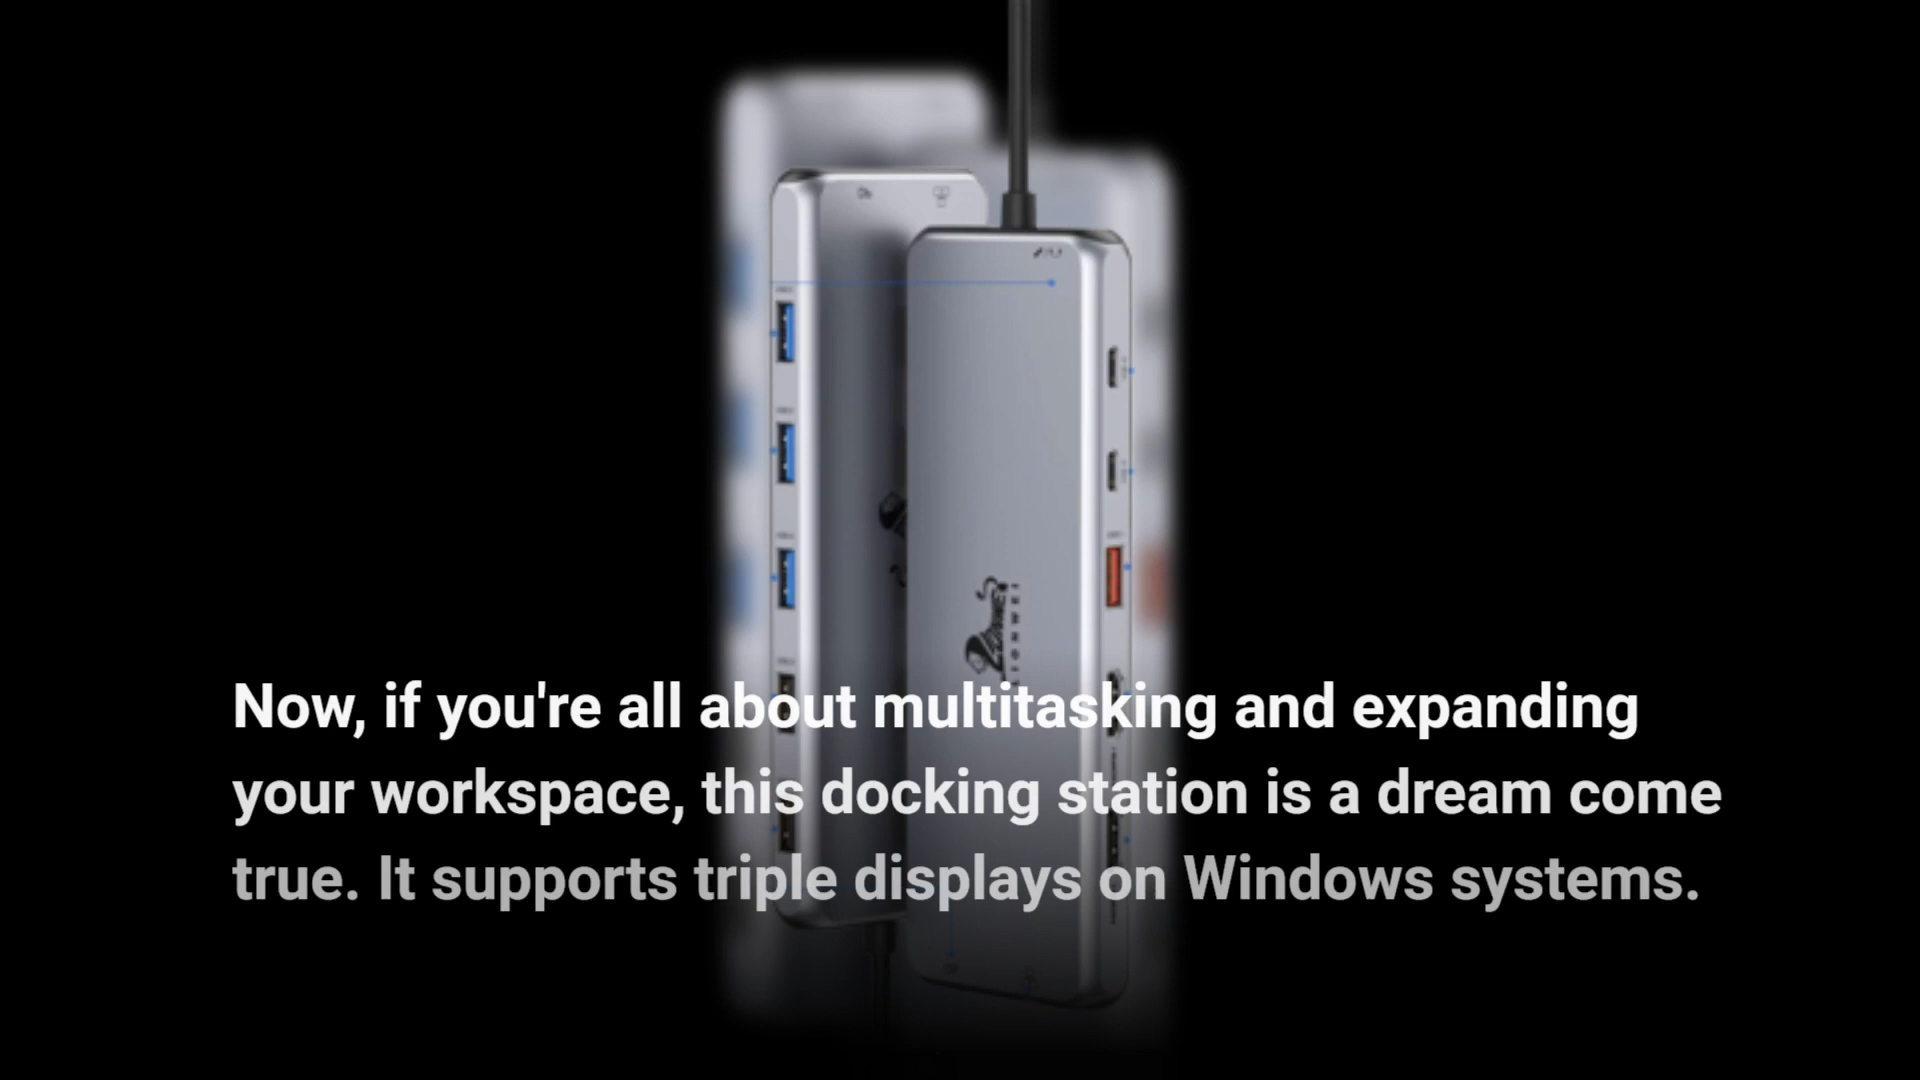 LIONWEI
Now, if you're all about multitasking and expanding
your workspace, this docking station is a dream come
true. It supports triple displays on Windows systems.